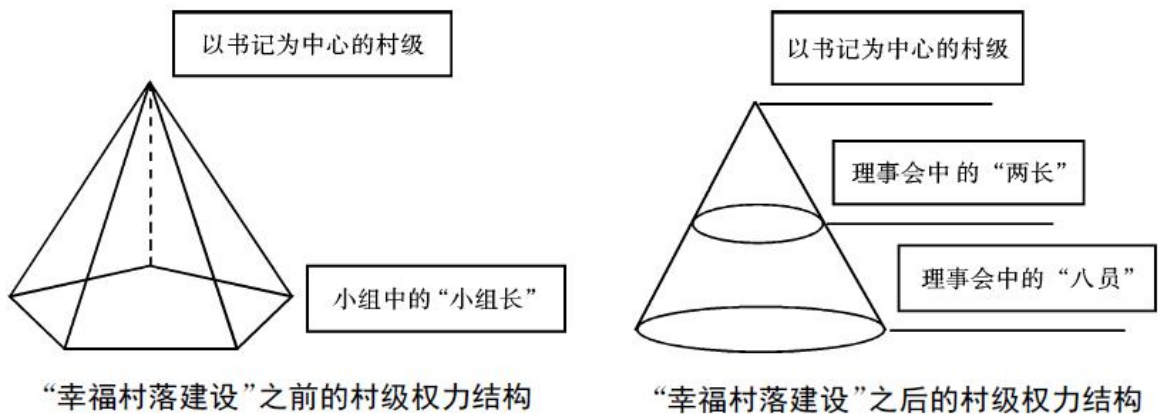 以书记为中心的村级
小组中的“小组长”
“幸福村落建设”之前的村级权力结构
以书记为中心的村级
理事会中的“两长”
理事会中的“八员”
“幸福村落建设”之后的村级权力结构